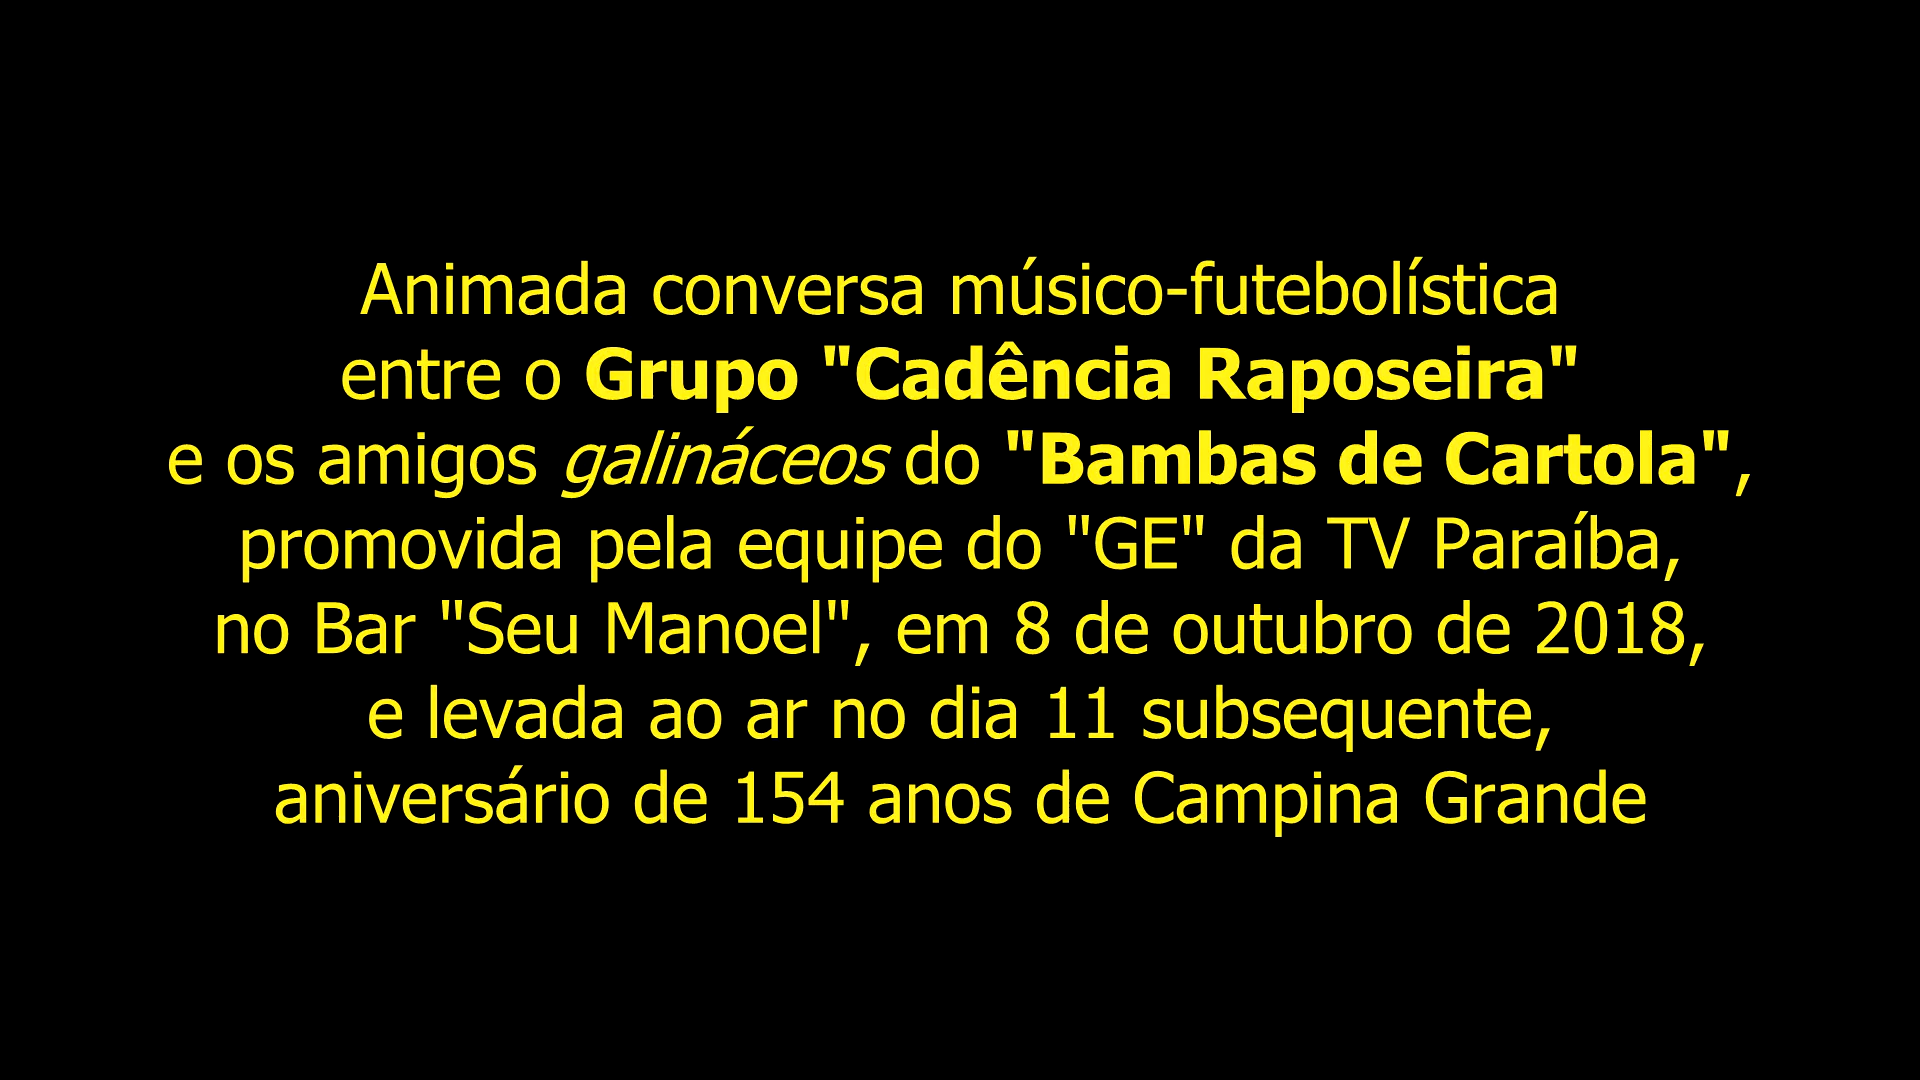 Animada conversa músico-futebolística
entre o Grupo "Cadência Raposeira"
e os amigos galináceos do "Bambas de Cartola",
promovida pela equipe do "GE" da TV Paraíba,
no Bar "Seu Manoel", em 8 de outubro de 2018,
e levada ao ar no dia 11 subsequente,
aniversário de 154 anos de Campina Grande